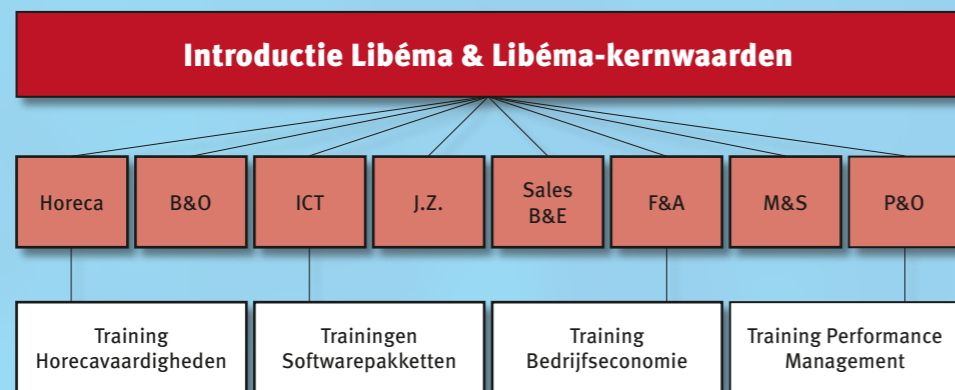 Introductie Libéma & Libéma-kernwaarden
Horeca
B&O
ICT
J.Z.
Sales
B&E
F&A
M&S
P&O
Training
Horecavaardigheden
Trainingen
Softwarepakketten
Training
Bedrijfseconomie
Training Performance
Management